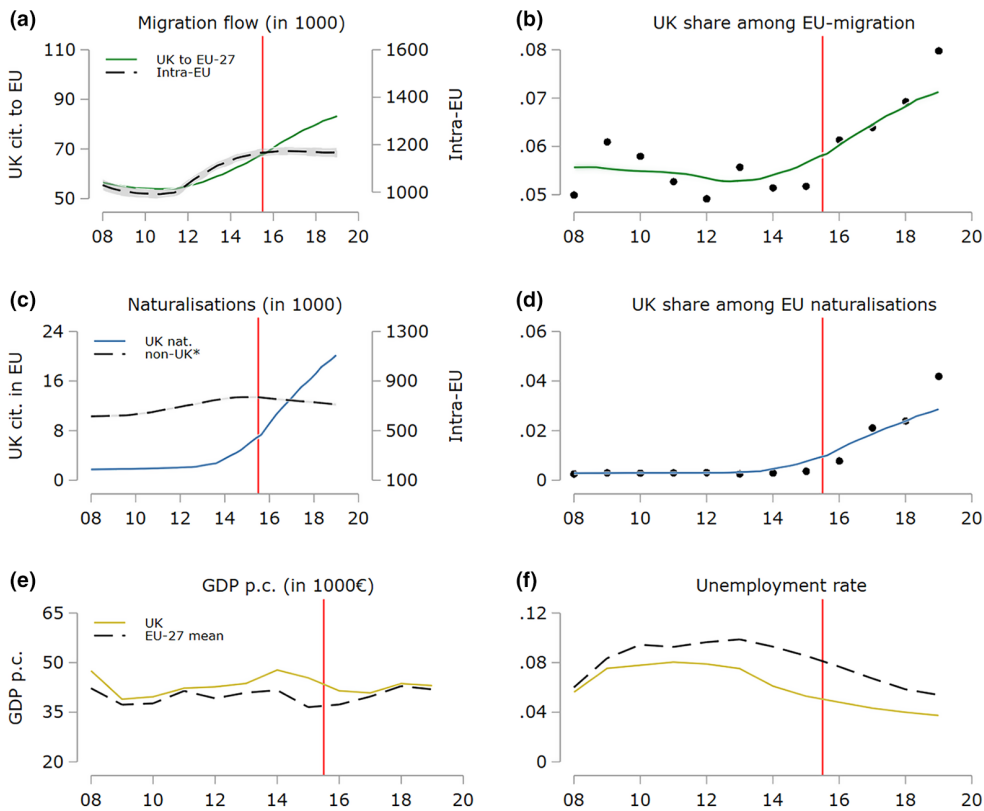 (a) Migration flow (in 1000)
UK cit. to EU
110
90
70
50
UK to EU-27
Intra-EU
1600
1400
1200
1000
Intra-EU
08 10 12 14 16 18 20
(b) UK share among EU-migration
.08
.07
.06
.05
08 10 12 14 16 18 20
(c) Naturalisations (in 1000)
UK cit. in EU
24
16
8
0
UK nat.
non-UK*
1300
900
500
100
Intra-EU
08 10 12 14 16 18 20
(d) UK share among EU naturalisations
.06
.04
.02
0
08 10 12 14 16 18 20
(e) GDP p.c. (in 1000€)
GDP p.c.
65
50
35
20
UK
EU-27 mean
08 10 12 14 16 18 20
(f) Unemployment rate
.12
.08
.04
0
08 10 12 14 16 18 20